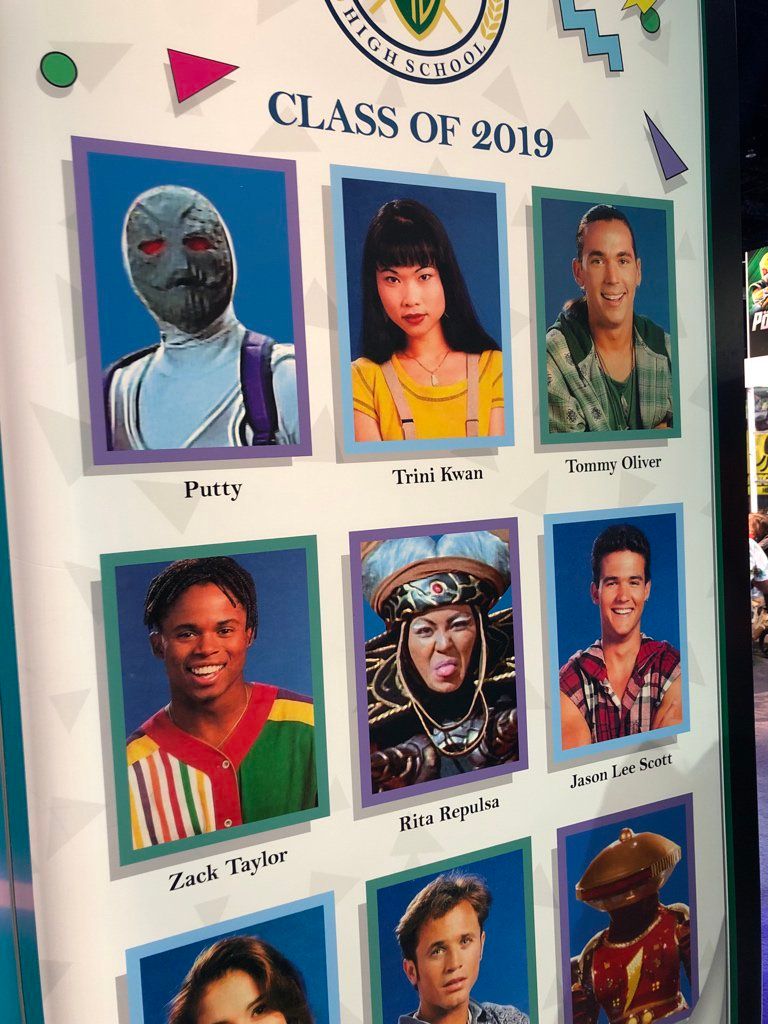 HIGH SCHOOL
CLASS OF 2019
Putty
Trini Kwan
Tommy Oliver
Zack Taylor
Rita Repulsa
Jason Lee Scott